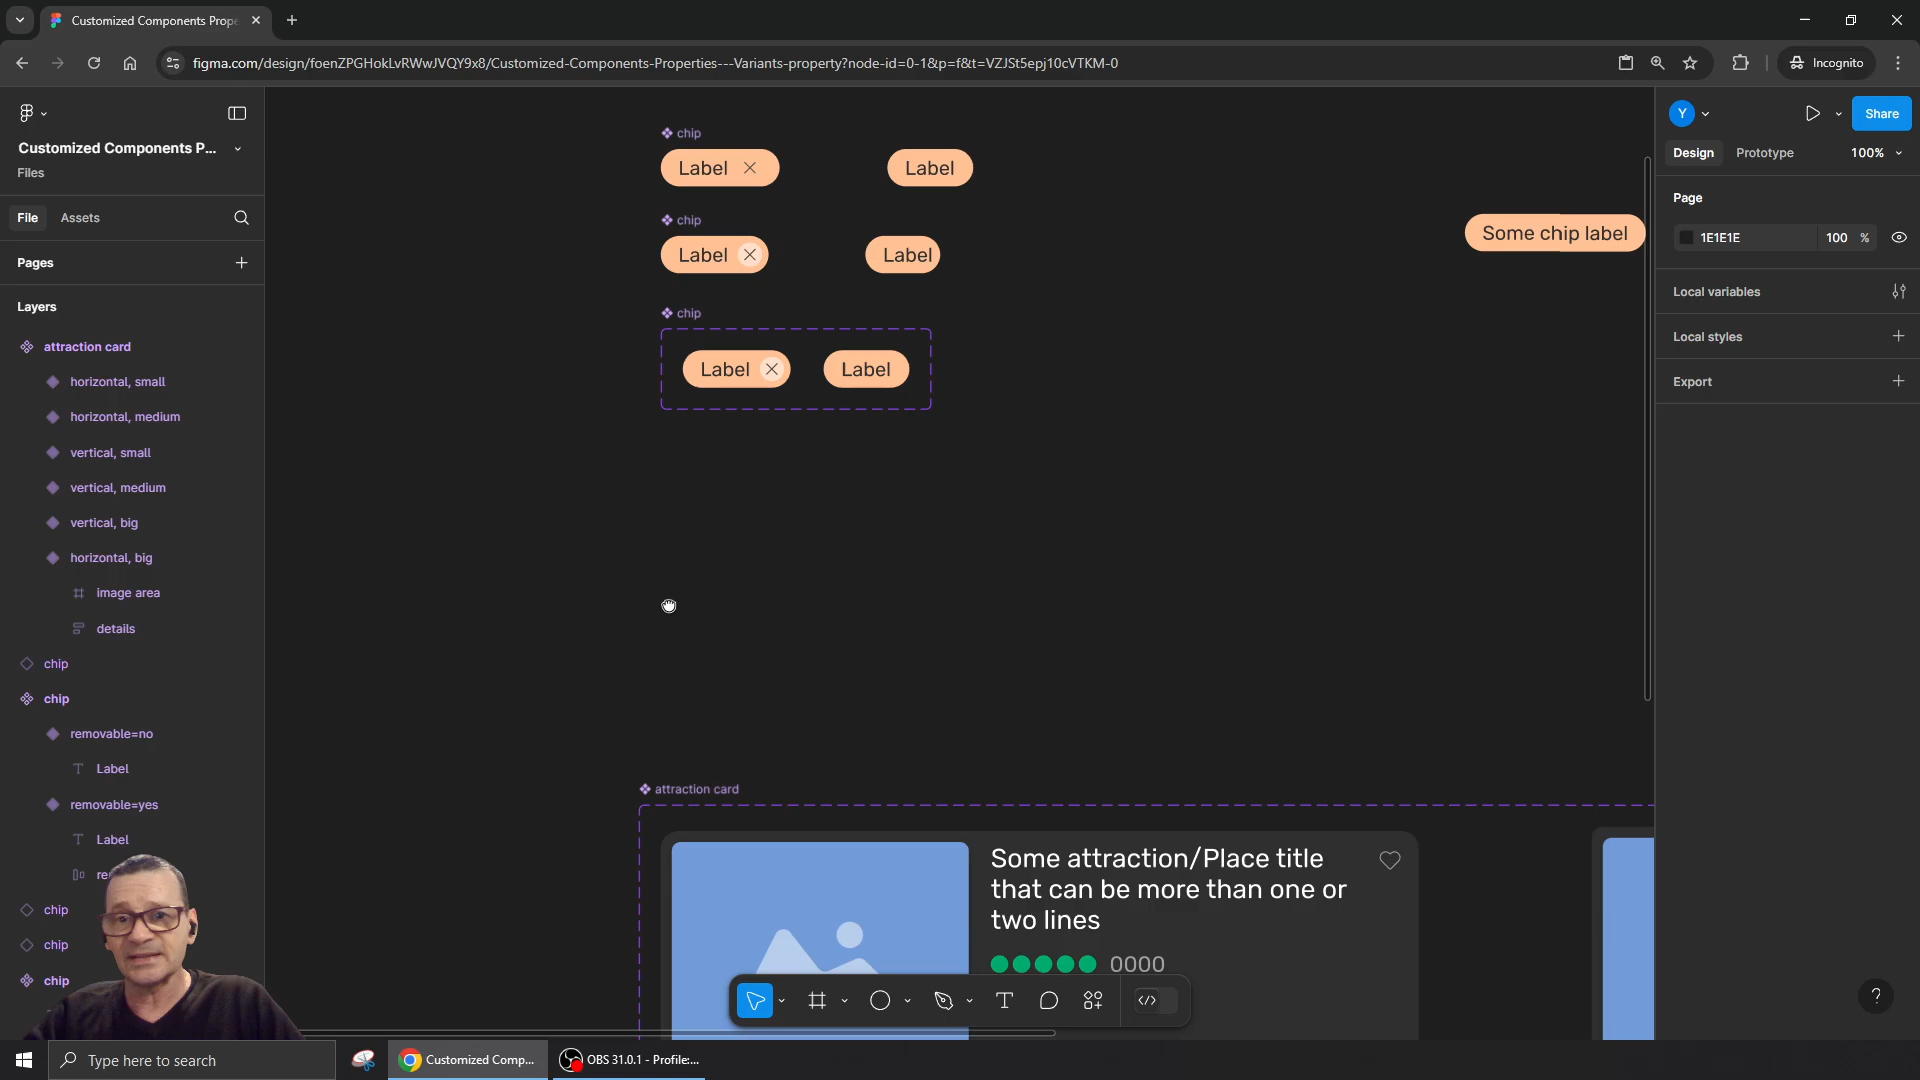 Customized Components Prope
figma.com/design/foenZPGHokLvRWwJVQY9x8/Customized-Components-Properties---Variants-property?node-id=0-1&p=f&t=VZJSt5epj10cVTKM-0
Incognito
Customized Components P...
Files
File
Assets
Pages
Layers
attraction card
horizontal, small
horizontal, medium
vertical, small
vertical, medium
vertical, big
horizontal, big
image area
details
chip
chip
removable=no
Label
removable=yes
Label
chip
chip
chip
chip
Label
Label
chip
Label
Label
chip
Label
Label
Some chip label
attraction card
Some attraction/Place title
that can be more than one or
two lines
0000
Y
Share
Design
Prototype
100%
Page
1E1E1E
100 %
Local variables
Local styles
Export
?
Type here to search
Customized Comp...
OBS 31.0.1 - Profile:...